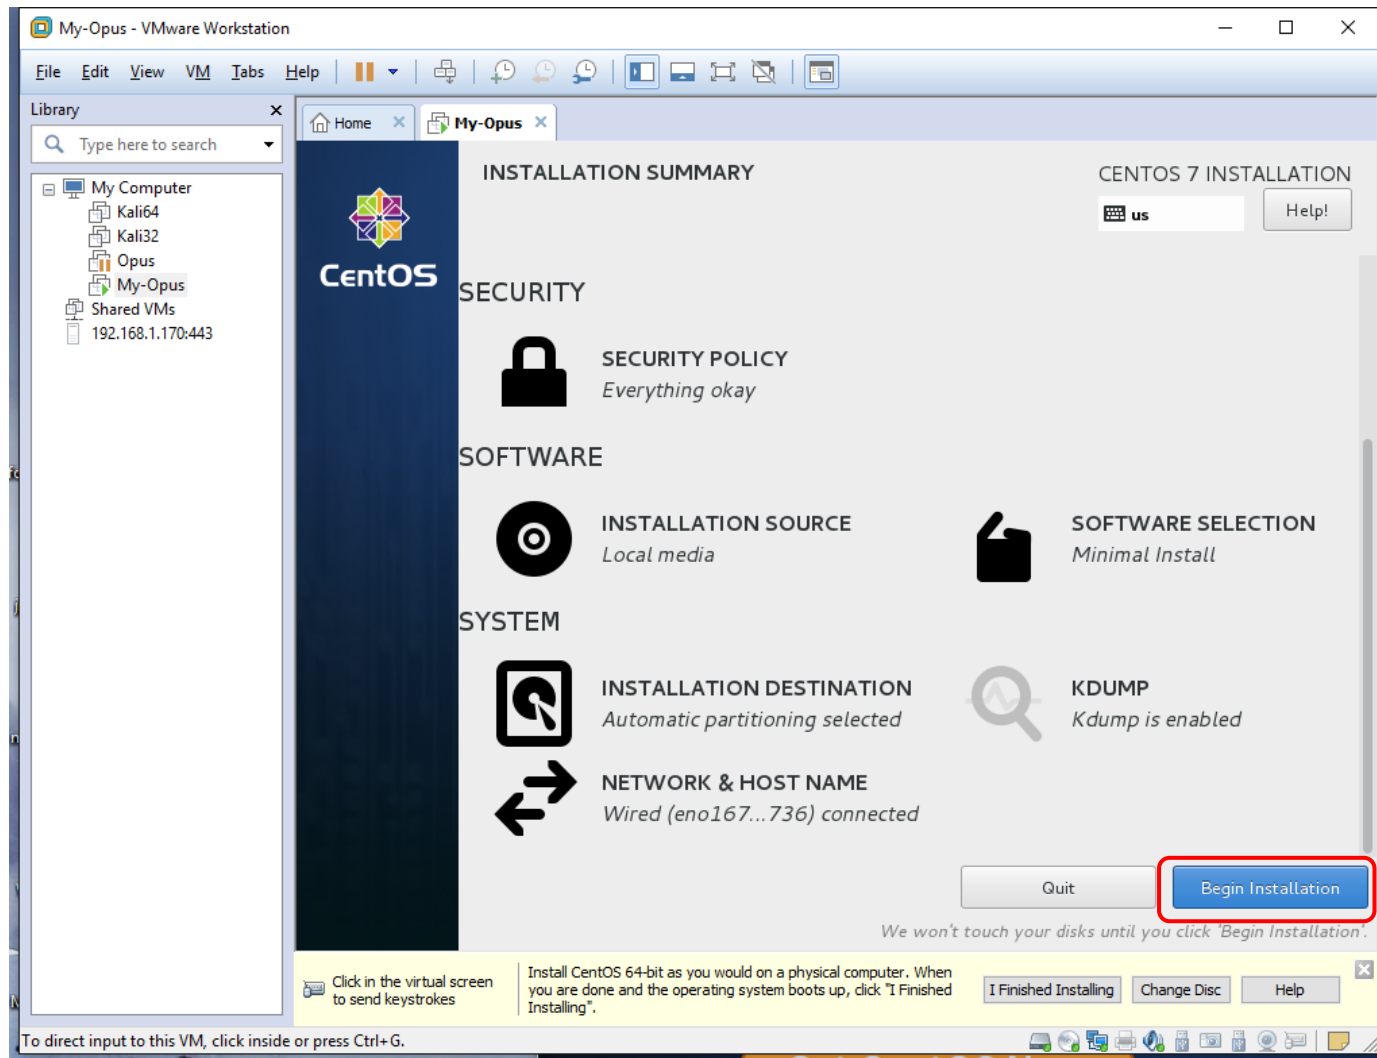 My-Opus - VMware Workstation
File Edit View VM Tabs Help
Library
Type here to search
My Computer
Kali64
Kali32
Opus
My-Opus
Shared VMs
192.168.1.170:443
Home
My-Opus
CentOS
INSTALLATION SUMMARY
CENTOS 7 INSTALLATION
us
Help!
SECURITY
SECURITY POLICY
Everything okay
SOFTWARE
INSTALLATION SOURCE
Local media
SOFTWARE SELECTION
Minimal Install
SYSTEM
INSTALLATION DESTINATION
Automatic partitioning selected
KDUMP
Kdump is enabled
NETWORK & HOST NAME
Wired (eno167...736) connected
Quit
Begin Installation
We won't touch your disks until you click 'Begin Installation'.
Click in the virtual screen
to send keystrokes
Install CentOS 64-bit as you would on a physical computer. When
you are done and the operating system boots up, click "I Finished
Installing".
I Finished Installing
Change Disc
Help
To direct input to this VM, click inside or press Ctrl+G.